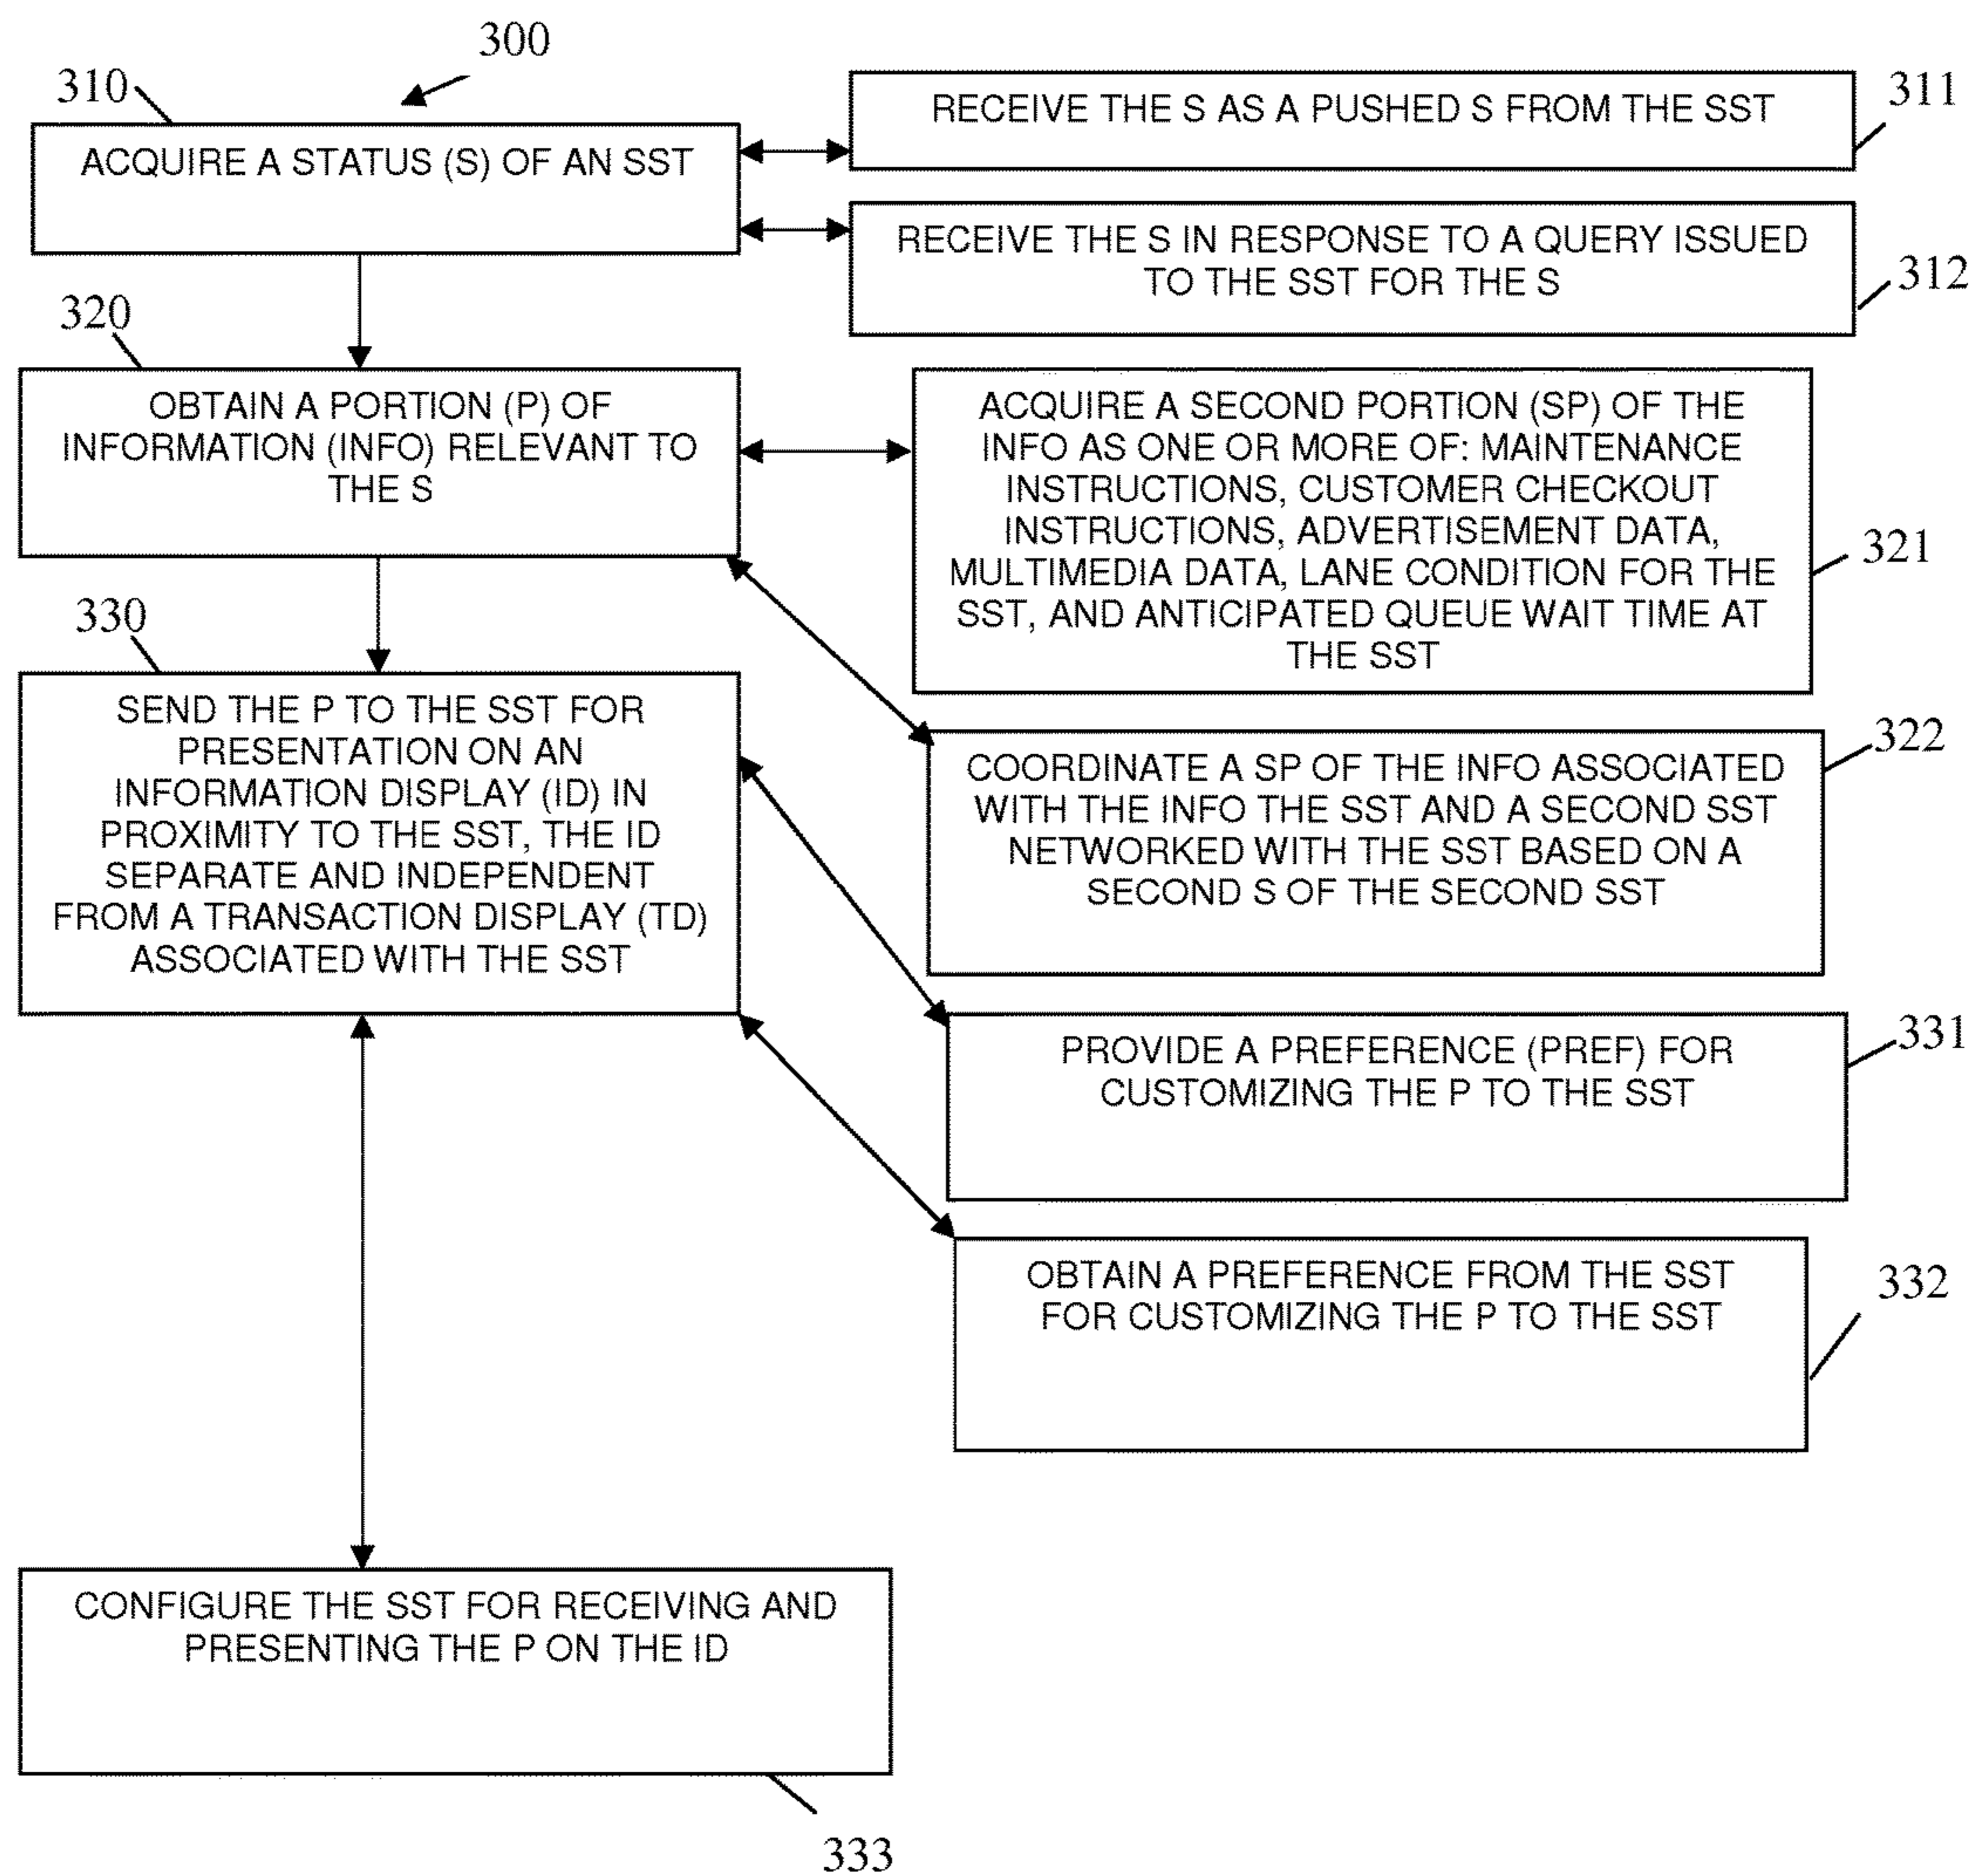 300
310
ACQUIRE A STATUS (S) OF AN SST
311
RECEIVE THE S AS A PUSHED S FROM THE SST
312
RECEIVE THE S IN RESPONSE TO A QUERY ISSUED
TO THE SST FOR THE S
320
OBTAIN A PORTION (P) OF
INFORMATION (INFO) RELEVANT TO
THE S
321
ACQUIRE A SECOND PORTION (SP) OF THE
INFO AS ONE OR MORE OF: MAINTENANCE
INSTRUCTIONS, CUSTOMER CHECKOUT
INSTRUCTIONS, ADVERTISEMENT DATA,
MULTIMEDIA DATA, LANE CONDITION FOR THE
SST, AND ANTICIPATED QUEUE WAIT TIME AT
THE SST
322
COORDINATE A SP OF THE INFO ASSOCIATED
WITH THE INFO THE SST AND A SECOND SST
NETWORKED WITH THE SST BASED ON A
SECOND S OF THE SECOND SST
330
SEND THE P TO THE SST FOR
PRESENTATION ON AN
INFORMATION DISPLAY (ID) IN
PROXIMITY TO THE SST, THE ID
SEPARATE AND INDEPENDENT
FROM A TRANSACTION DISPLAY (TD)
ASSOCIATED WITH THE SST
331
PROVIDE A PREFERENCE (PREF) FOR
CUSTOMIZING THE P TO THE SST
332
OBTAIN A PREFERENCE FROM THE SST
FOR CUSTOMIZING THE P TO THE SST
CONFIGURE THE SST FOR RECEIVING AND
PRESENTING THE P ON THE ID
333